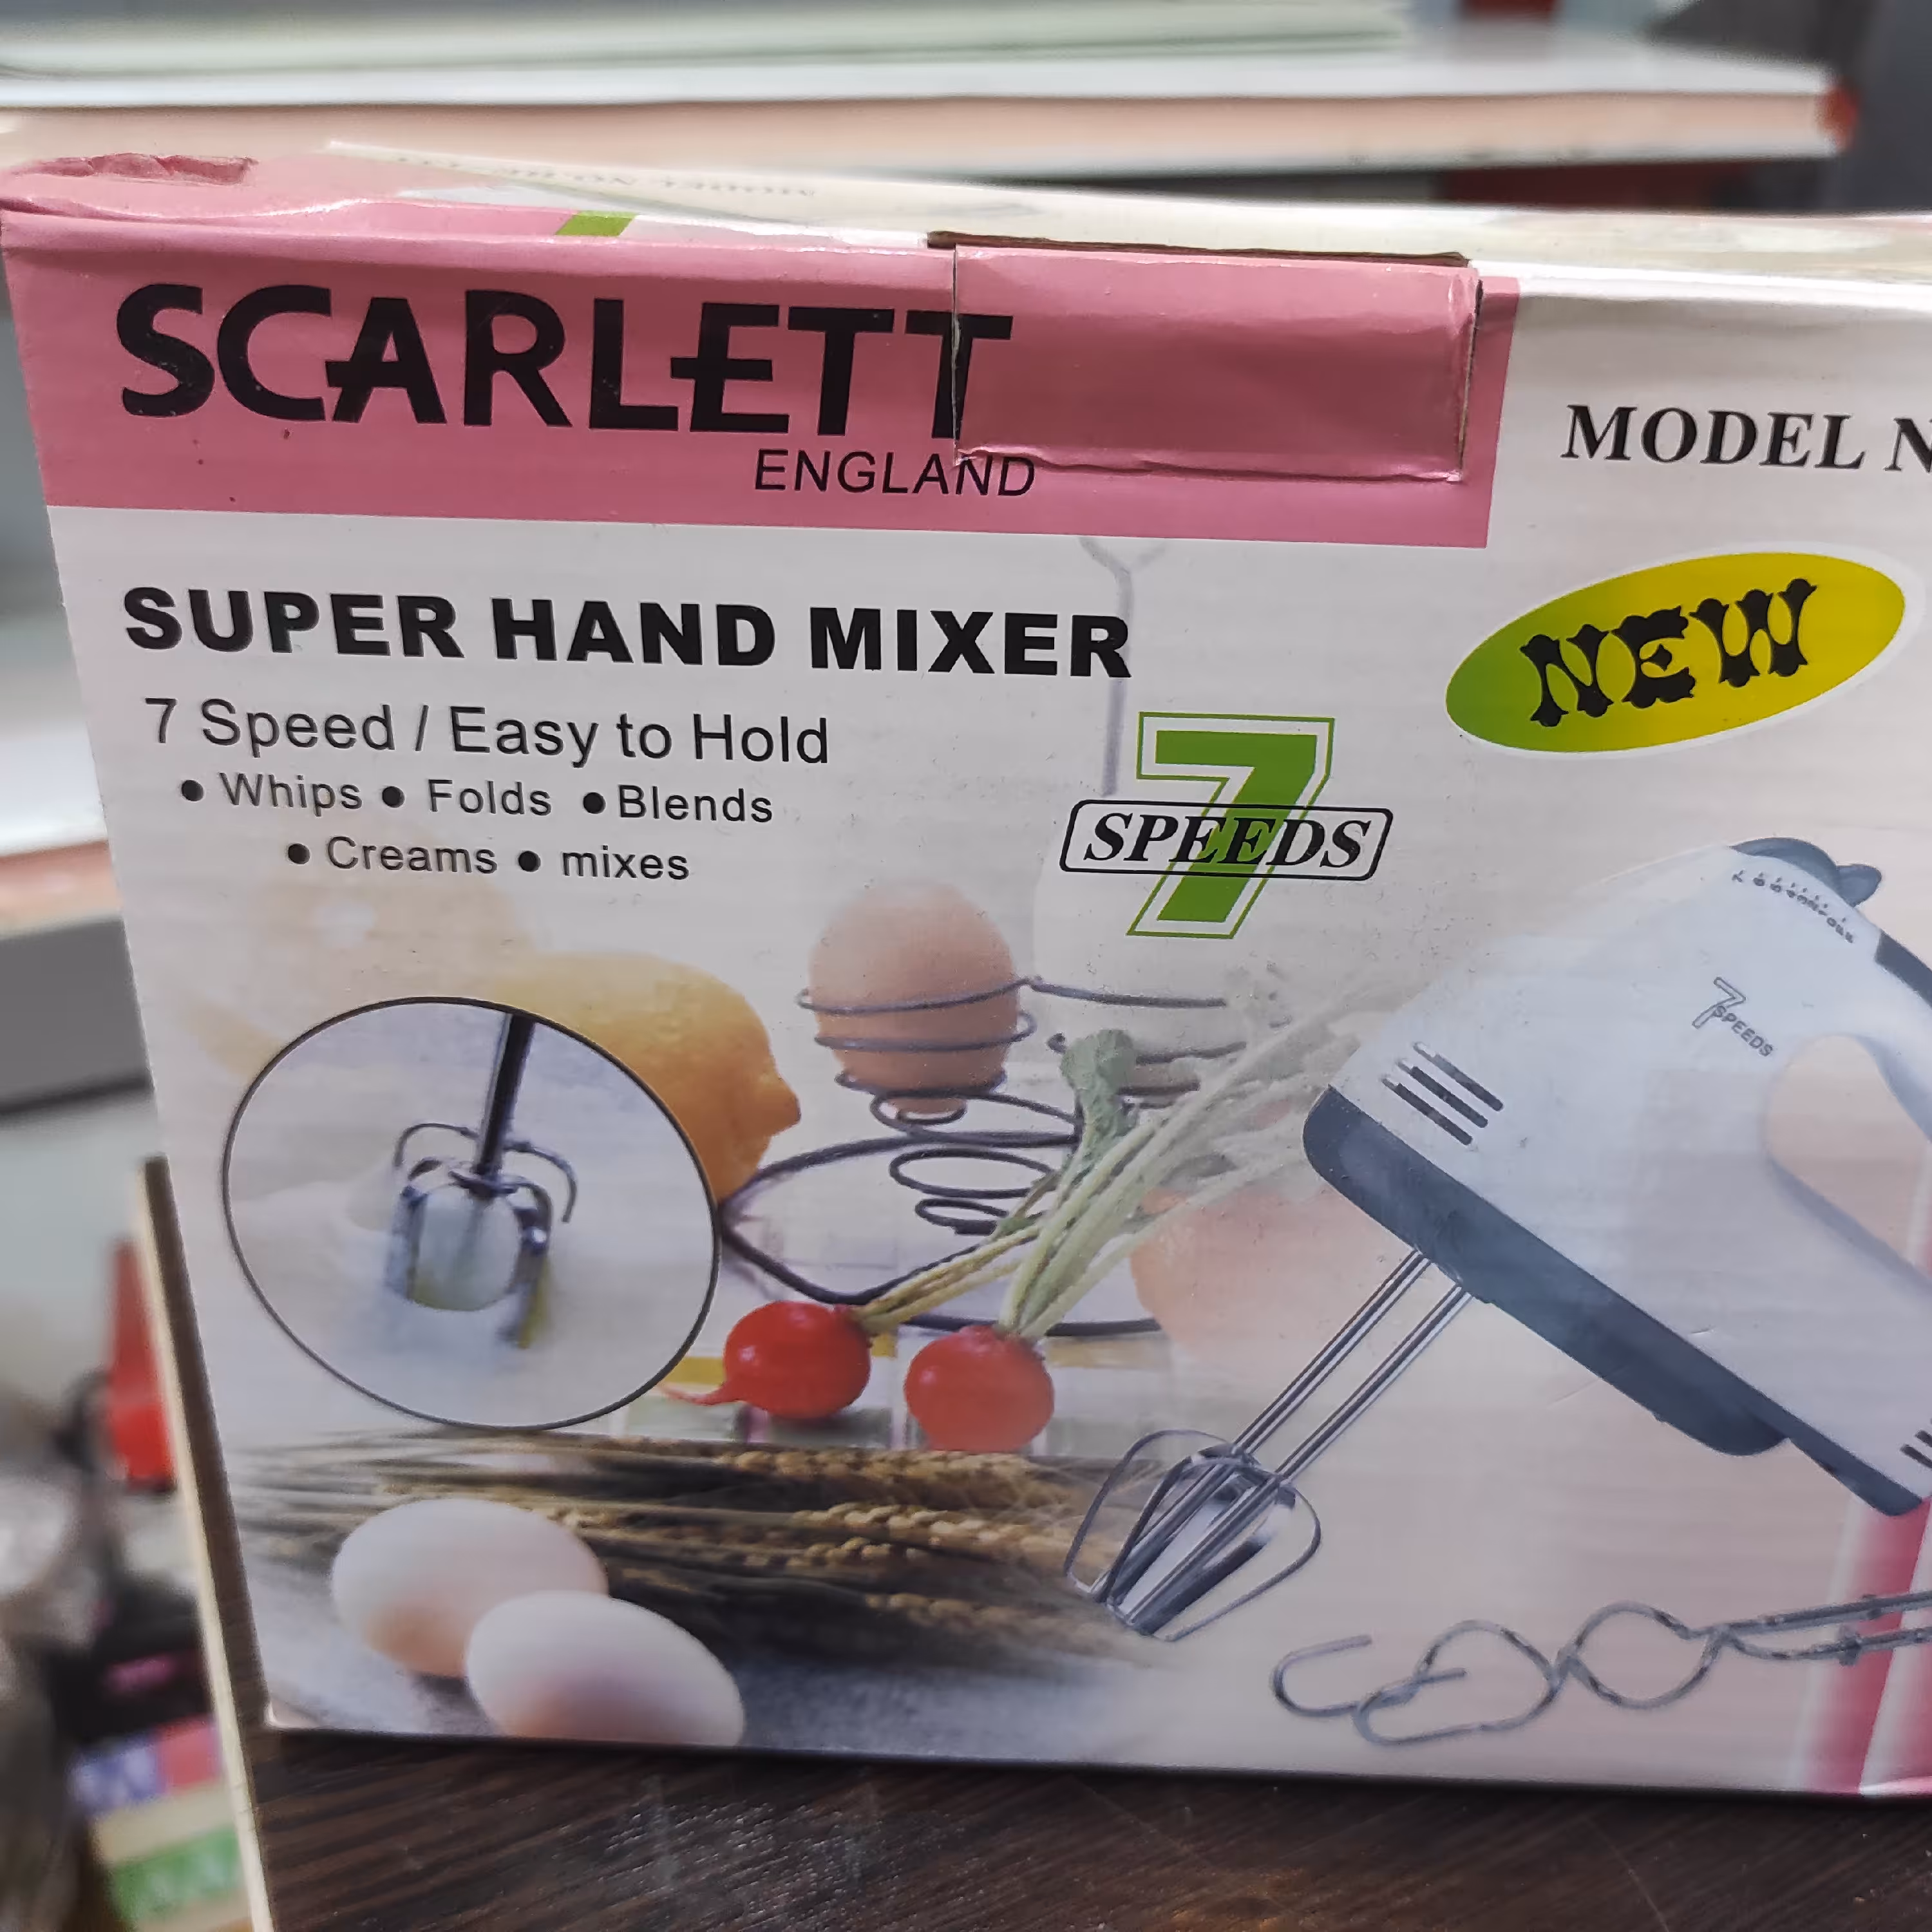 SCARLETT
ENGLAND
MODEL N
SUPER HAND MIXER
NEW
7 Speed / Easy to Hold
• Whips • Folds • Blends
• Creams • mixes
7
SPEEDS
7
SPEEDS